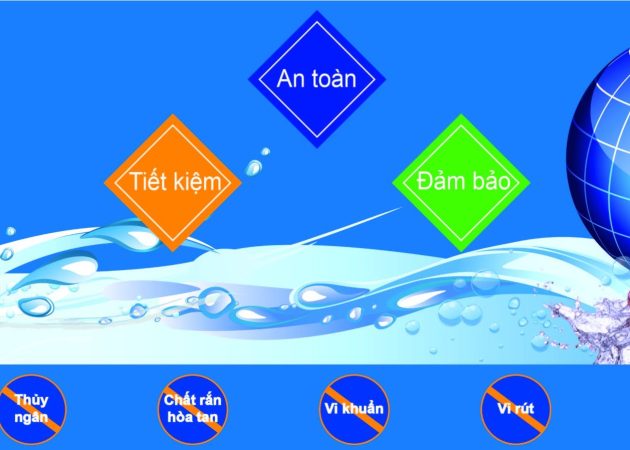 An toàn
Tiết kiệm
Đảm bảo
Thủy
ngân
Chất rắn
hòa tan
Vi khuẩn
Vi rút